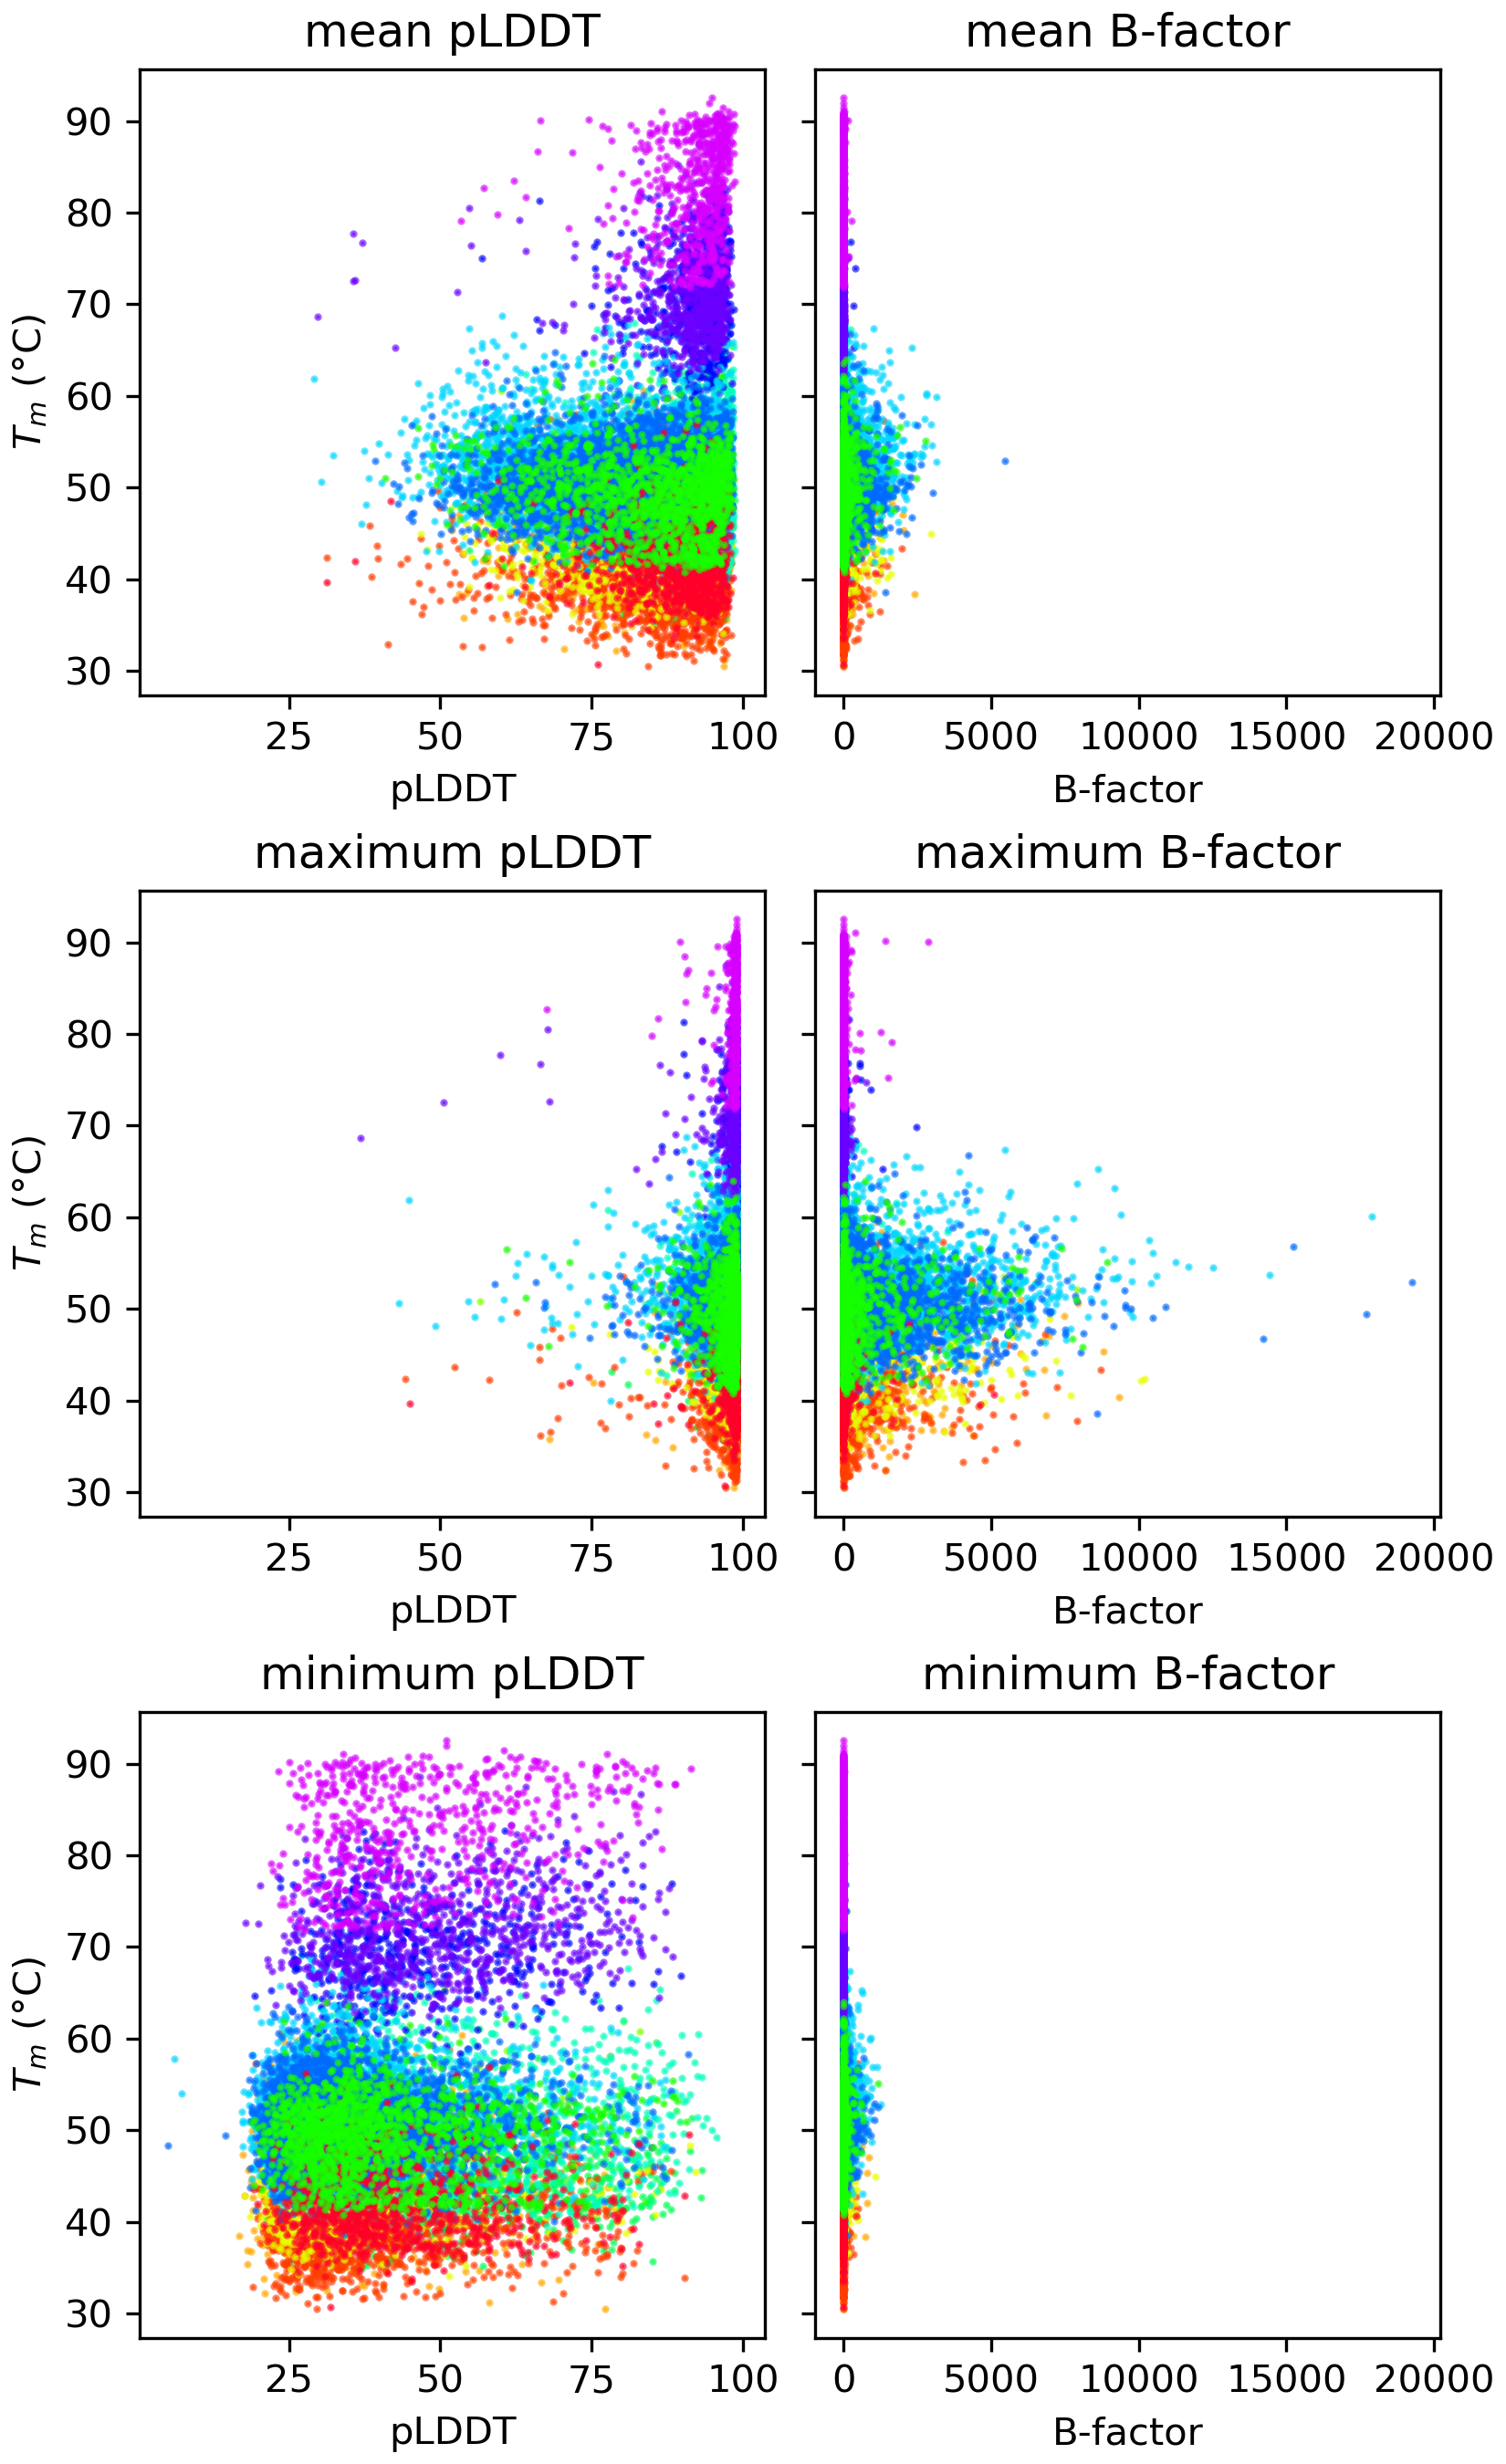 mean pLDDT
mean B-factor
90
80
70
60
50
40
30
Tm (°C)
25 50 75 100
0 5000 10000 15000 20000
pLDDT
B-factor
maximum pLDDT
maximum B-factor
90
80
70
60
50
40
30
Tm (°C)
25 50 75 100
0 5000 10000 15000 20000
pLDDT
B-factor
minimum pLDDT
minimum B-factor
90
80
70
60
50
40
30
Tm (°C)
25 50 75 100
0 5000 10000 15000 20000
pLDDT
B-factor